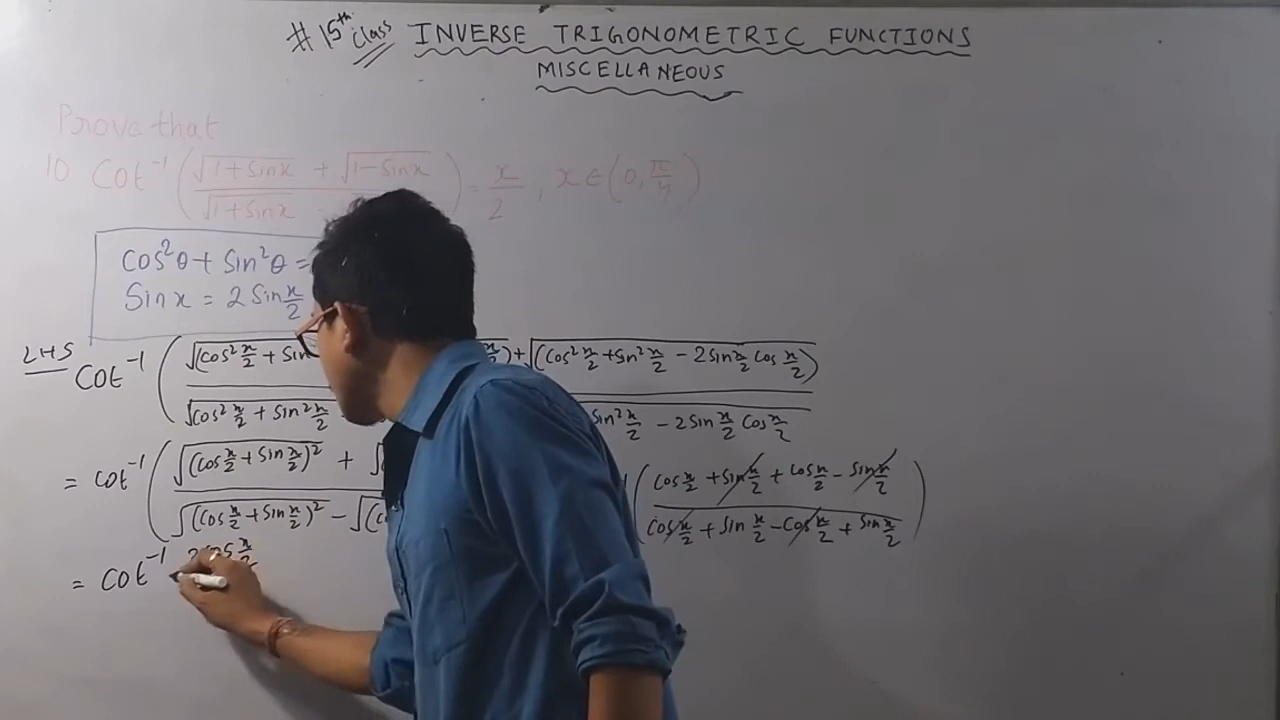 # 15th Class INVERSE TRIGONOMETRIC FUNCTIONS
MISCELLANEOUS
Prove that
10 Cot⁻¹ (√(1+Sinx) + √(1-Sinx) / √(1+Sinx) -) = x/2 , x ∈ (0, π/4)
Cos²θ + Sin²θ =
Sin x = 2 Sin x/2
LHS Cot⁻¹ (√(Cos² x/2 + Sin x/2) + √(Cos² x/2 + Sin² x/2 - 2Sin x/2 Cos x/2) / √Cos² x/2 + Sin² x/2 Sin² x/2 - 2Sin x/2 Cos x/2
= Cot⁻¹ (√(Cos x/2 + Sin x/2)² + √ / √(Cos x/2 + Sin x/2)² - √(C (Cos x/2 + Sin x/2 + Cos x/2 - Sin x/2 / Cos x/2 + Sin x/2 - Cos x/2 + Sin x/2)
= Cot⁻¹ x/2